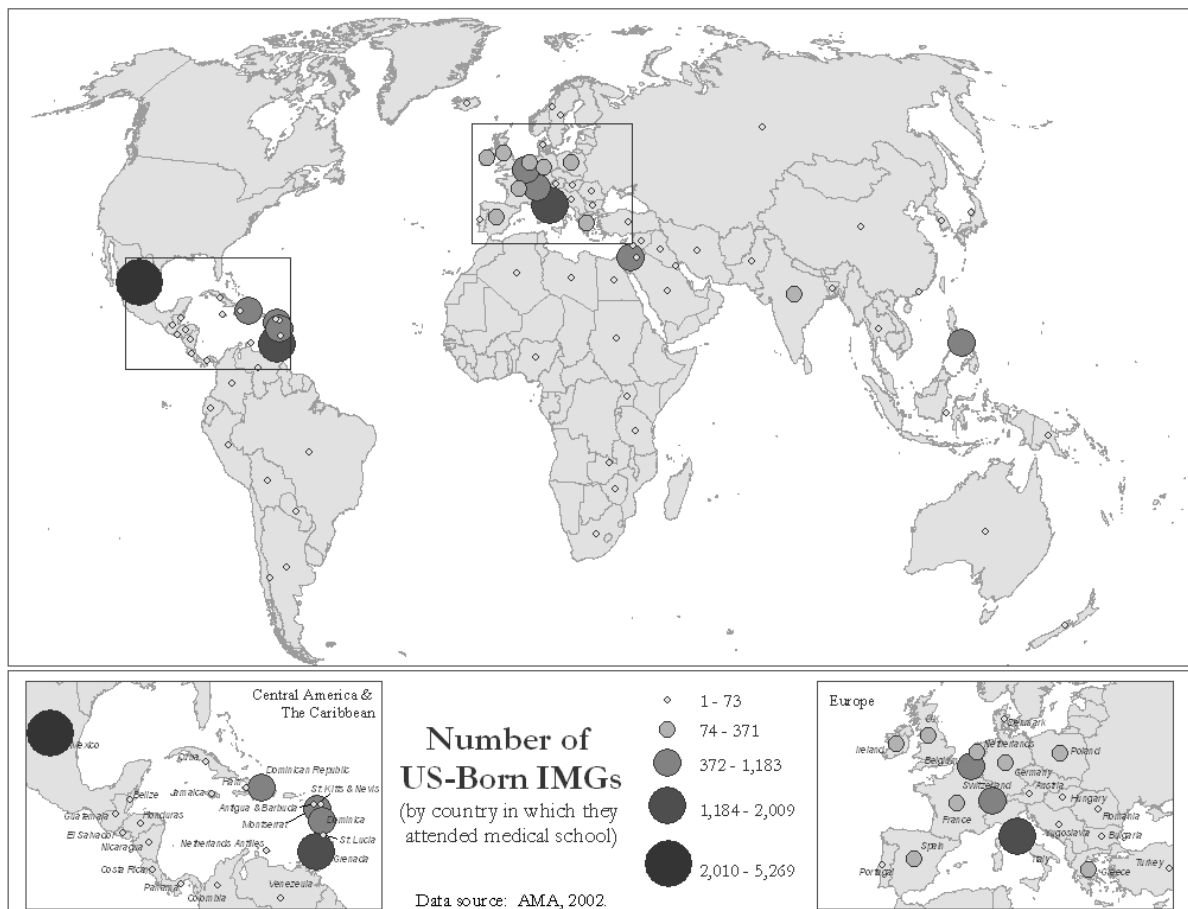 Central America &
The Caribbean
Mexico
Cuba
Dominican Republic
Haiti
Jamaica
St. Kitts & Nevis
Belize
Antigua & Barbuda
Guatemala
Honduras
Montserrat
Dominica
El Salvador
Nicaragua
Netherlands Antilles
St. Lucia
Grenada
Costa Rica
Panama
Venezuela
Colombia
Number of
US-Born IMGs
(by country in which they
attended medical school)
Data source: AMA, 2002.
1 - 73
74 - 371
372 - 1,183
1,184 - 2,009
2,010 - 5,269
Europe
UK
Denmark
Ireland
Netherlands
Poland
Belgium
Germany
Switzerland
Austria
Hungary
France
Romania
Yugoslavia
Bulgaria
Spain
Italy
Turkey
Portugal
Greece